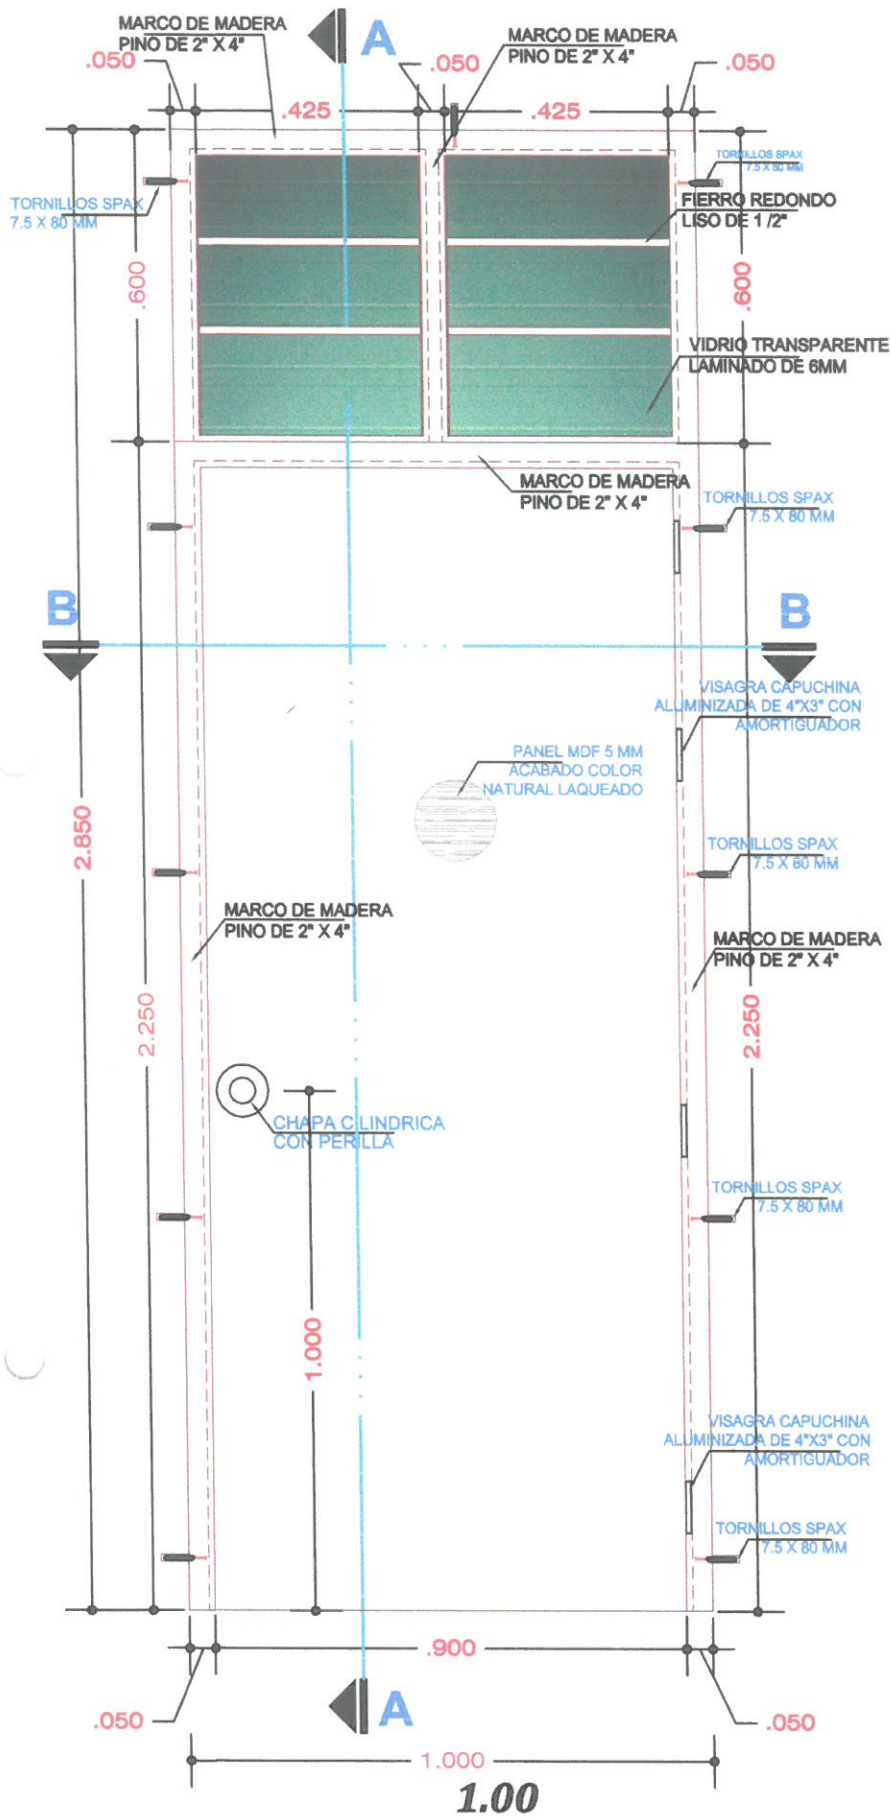 MARCO DE MADERA
PINO DE 2" X 4"
A
MARCO DE MADERA
PINO DE 2" X 4"
.050
.050
.050
.425
.425
TORNILLOS SPAX
7.5 X 80 MM
TORNILLOS SPAX
7.5 X 80 MM
FIERRO REDONDO
LISO DE 1 /2"
.600
.600
VIDRIO TRANSPARENTE
LAMINADO DE 6MM
MARCO DE MADERA
PINO DE 2" X 4"
TORNILLOS SPAX
7.5 X 80 MM
B
B
VISAGRA CAPUCHINA
ALUMINIZADA DE 4"X3" CON
AMORTIGUADOR
PANEL MDF 5 MM
ACABADO COLOR
NATURAL LAQUEADO
2.850
TORNILLOS SPAX
7.5 X 80 MM
MARCO DE MADERA
PINO DE 2" X 4"
MARCO DE MADERA
PINO DE 2" X 4"
2.250
2.250
CHAPA CILINDRICA
CON PERILLA
TORNILLOS SPAX
7.5 X 80 MM
1.000
VISAGRA CAPUCHINA
ALUMINIZADA DE 4"X3" CON
AMORTIGUADOR
TORNILLOS SPAX
7.5 X 80 MM
.900
.050
A
.050
1.000
1.00